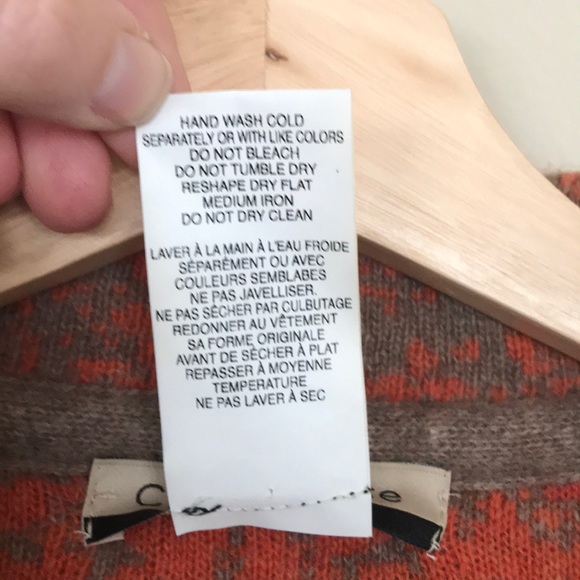 HAND WASH COLD
SEPARATELY OR WITH LIKE COLORS
DO NOT BLEACH
DO NOT TUMBLE DRY
RESHAPE DRY FLAT
MEDIUM IRON
DO NOT DRY CLEAN
LAVER À LA MAIN À L'EAU FROIDE
SÉPARÉMENT OU AVEC
COULEURS SEMBLABES
NE PAS JAVELLISER.
NE PAS SÉCHER PAR CULBUTAGE
REDONNER AU VÊTEMENT
SA FORME ORIGINALE
AVANT DE SÉCHER À PLAT
REPASSER À MOYENNE
TEMPERATURE
NE PAS LAVER À SEC